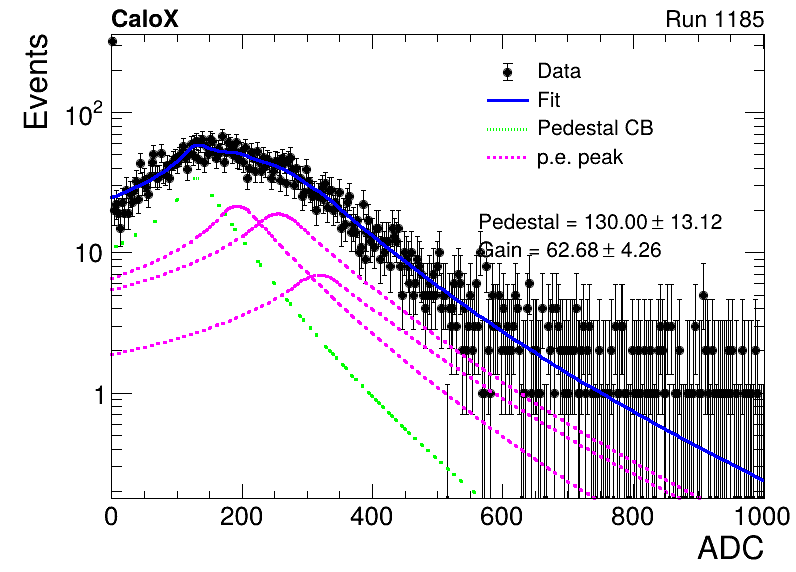 CaloX Run 1185
Events
Data
Fit
Pedestal CB
p.e. peak
Pedestal = 130.00 ± 13.12
Gain = 62.68 ± 4.26
10²
10
1
0 200 400 600 800 1000
ADC